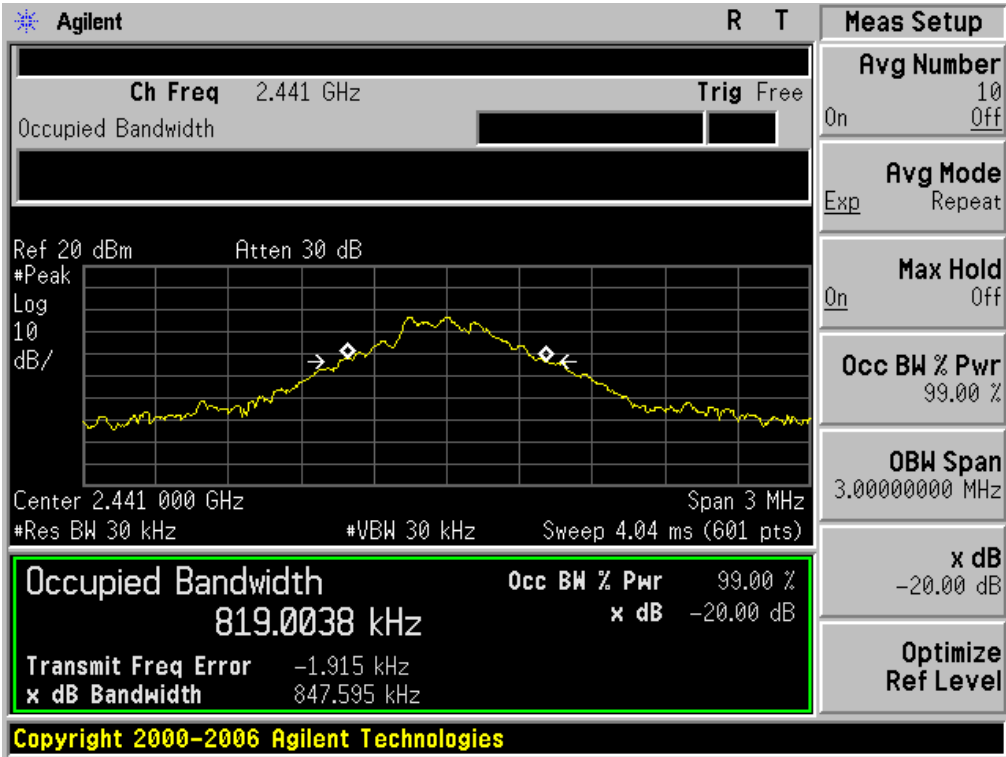 Agilent R T
Ch Freq 2.441 GHz Trig Free
Occupied Bandwidth
Ref 20 dBm Atten 30 dB
#Peak
Log
10
dB/
Center 2.441 000 GHz Span 3 MHz
#Res BW 30 kHz #VBW 30 kHz Sweep 4.04 ms (601 pts)
Occupied Bandwidth
819.0038 kHz
Occ BW % Pwr 99.00 %
x dB -20.00 dB
Transmit Freq Error -1.915 kHz
x dB Bandwidth 847.595 kHz
Copyright 2000-2006 Agilent Technologies
Meas Setup
Avg Number
10
On Off
Avg Mode
Exp Repeat
Max Hold
On Off
Occ BW % Pwr
99.00 %
OBW Span
3.00000000 MHz
x dB
-20.00 dB
Optimize
Ref Level